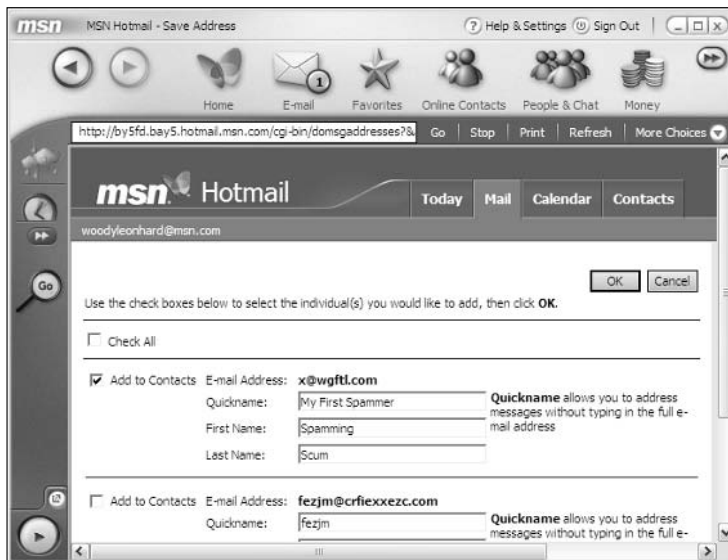 msn MSN Hotmail - Save Address Help & Settings Sign Out
1
Home E-mail Favorites Online Contacts People & Chat Money
http://by5fd.bay5.hotmail.msn.com/cgi-bin/domsgaddresses?& Go Stop Print Refresh More Choices
msn Hotmail Today Mail Calendar Contacts
woodyleonhard@msn.com
Go
OK Cancel
Use the check boxes below to select the individual(s) you would like to add, then click OK.
Check All
Add to Contacts E-mail Address: x@wgftl.com
Quickname: My First Spammer
First Name: Spamming
Last Name: Scum
Quickname allows you to address
messages without typing in the full e-
mail address
Add to Contacts E-mail Address: fezjm@crfiexxezc.com
Quickname: fezjm
Quickname allows you to address
messages without typing in the full e-